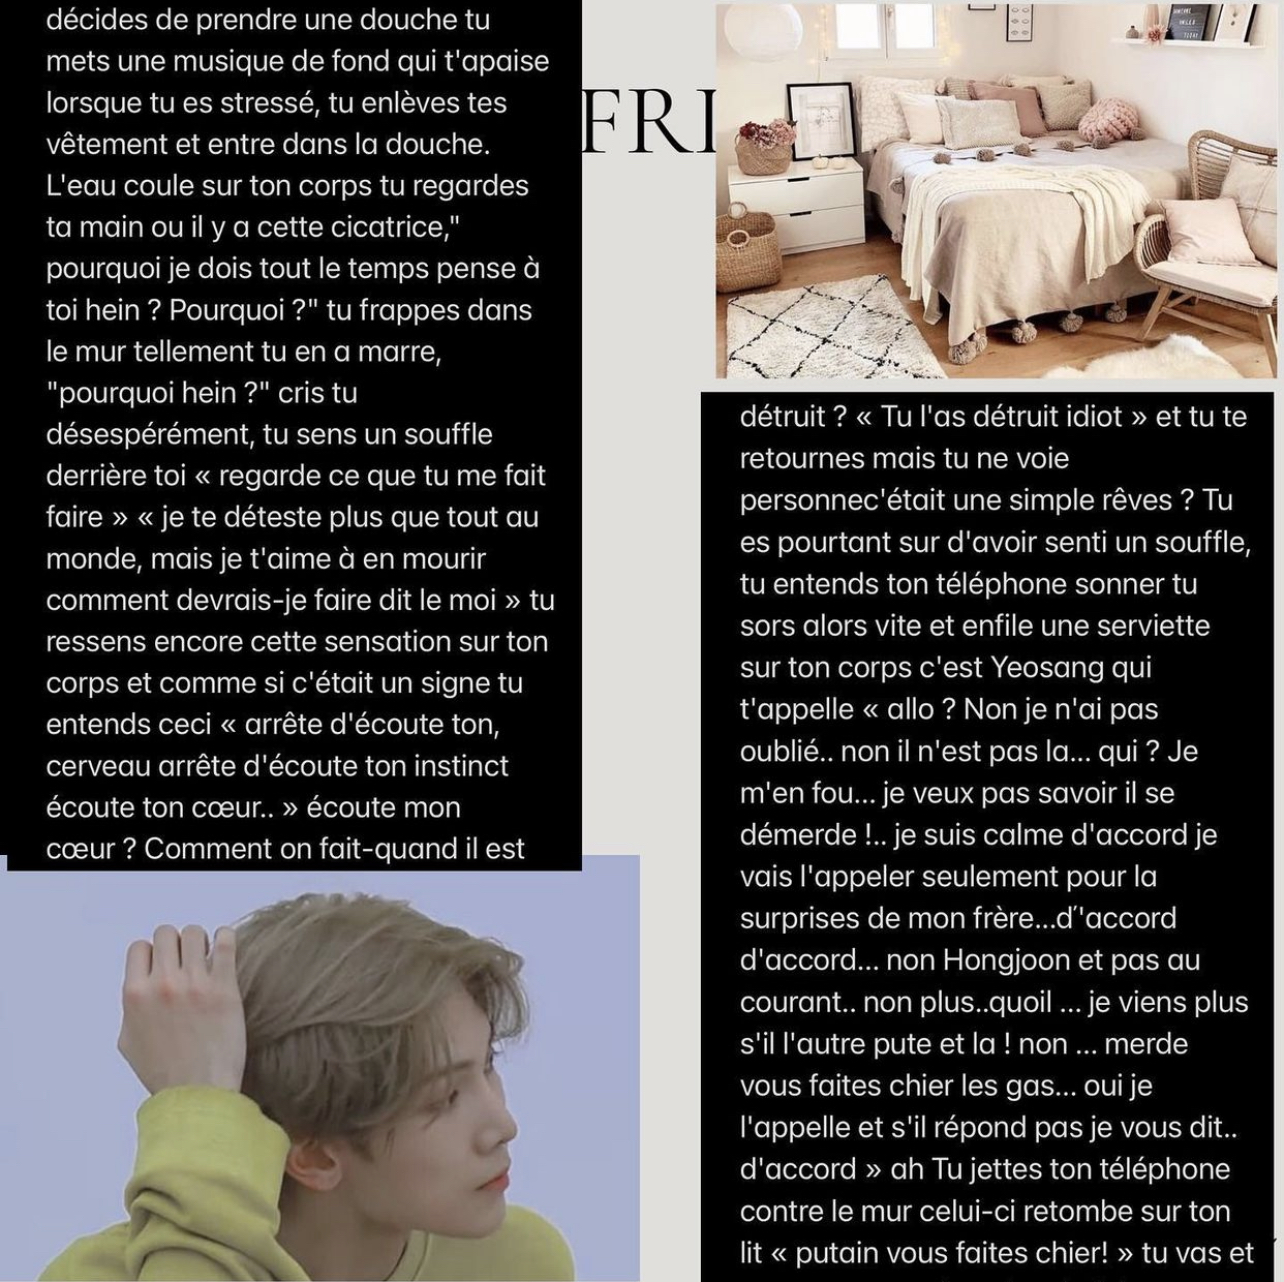 décides de prendre une douche tu
mets une musique de fond qui t'apaise
lorsque tu es stressé, tu enlèves tes
vêtement et entre dans la douche.
L'eau coule sur ton corps tu regardes
ta main ou il y a cette cicatrice,"
pourquoi je dois tout le temps pense à
toi hein ? Pourquoi ?" tu frappes dans
le mur tellement tu en a marre,
"pourquoi hein ?" cris tu
désespérément, tu sens un souffle
derrière toi « regarde ce que tu me fait
faire » « je te déteste plus que tout au
monde, mais je t'aime à en mourir
comment devrais-je faire dit le moi » tu
ressens encore cette sensation sur ton
corps et comme si c'était un signe tu
entends ceci « arrête d'écoute ton,
cerveau arrête d'écoute ton instinct
écoute ton cœur.. » écoute mon
cœur ? Comment on fait-quand il est
FRI
détruit ? « Tu l'as détruit idiot » et tu te
retournes mais tu ne voie
personnec'était une simple rêves ? Tu
es pourtant sur d'avoir senti un souffle,
tu entends ton téléphone sonner tu
sors alors vite et enfile une serviette
sur ton corps c'est Yeosang qui
t'appelle « allo ? Non je n'ai pas
oublié.. non il n'est pas la... qui ? Je
m'en fou... je veux pas savoir il se
démerde !.. je suis calme d'accord je
vais l'appeler seulement pour la
surprises de mon frère...d''accord
d'accord... non Hongjoon et pas au
courant.. non plus..quoil ... je viens plus
s'il l'autre pute et la ! non ... merde
vous faites chier les gas... oui je
l'appelle et s'il répond pas je vous dit..
d'accord » ah Tu jettes ton téléphone
contre le mur celui-ci retombe sur ton
lit « putain vous faites chier! » tu vas et